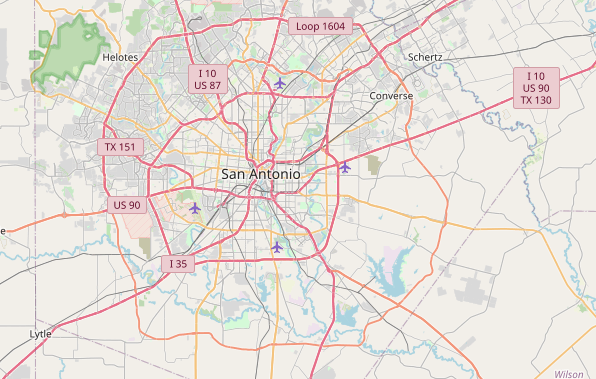 Loop 1604
Helotes
Schertz
I 10
US 87
I 10
US 90
TX 130
Converse
TX 151
San Antonio
US 90
e
I 35
Lytle
Wilson